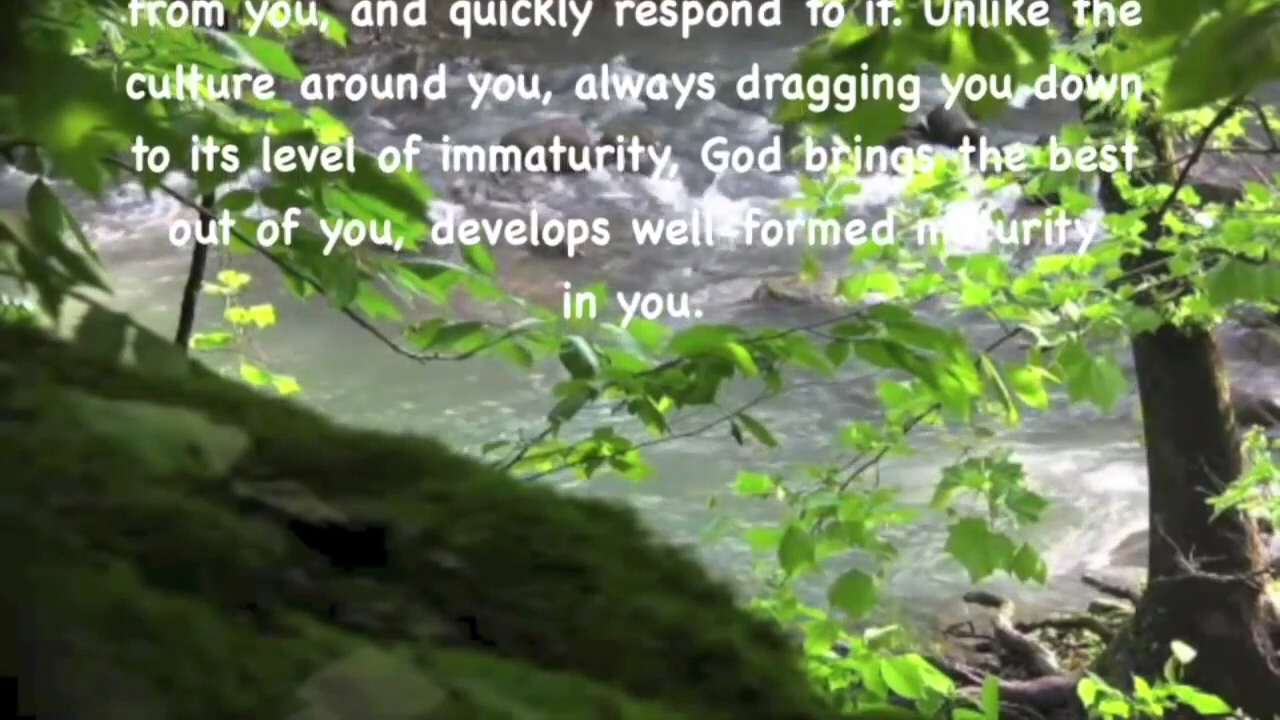 from you, and quickly respond to it. Unlike the
culture around you, always dragging you down
to its level of immaturity, God brings the best
out of you, develops well-formed maturity
in you.